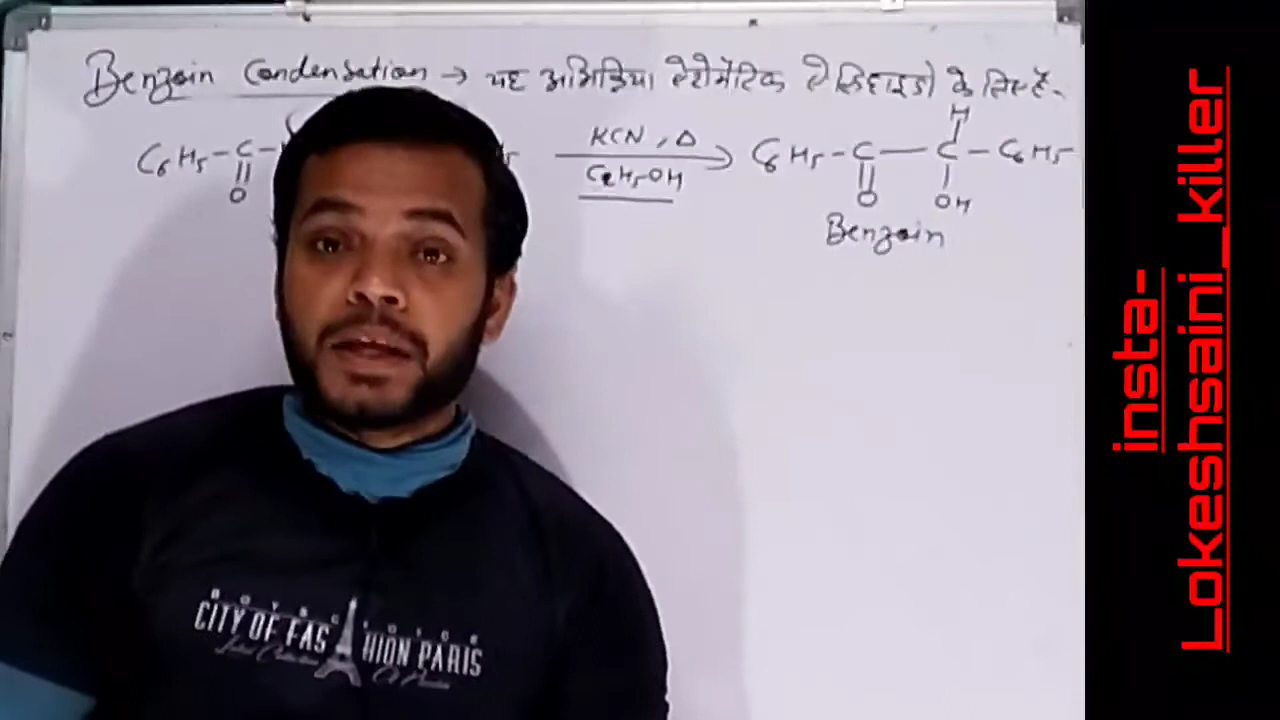 Benzoin Condensation → यह अभिक्रिया ऐरोमेटिक ऐल्डिहाइडो के लिए है-
H
C6H5-C-
KCN, Δ
C6H5-C-C-C6H5
O
C2H5OH
O
OH
Benzoin
CITY OF FASHION PARIS
insta-
Lokeshsaini_killer